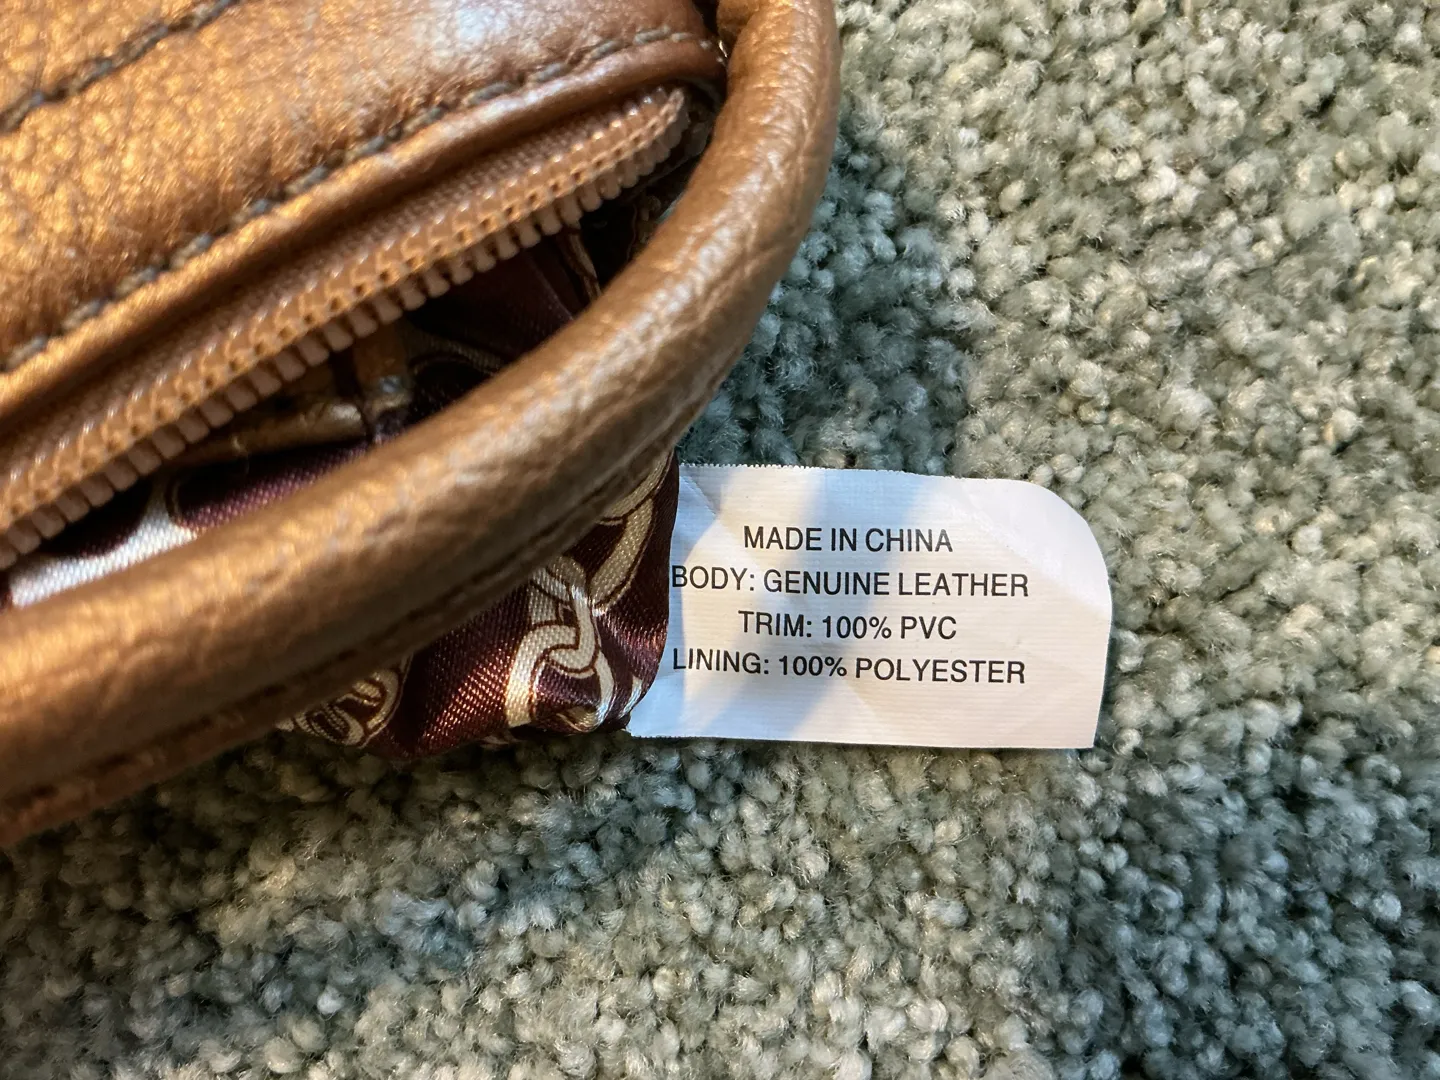 MADE IN CHINA
BODY: GENUINE LEATHER
TRIM: 100% PVC
LINING: 100% POLYESTER